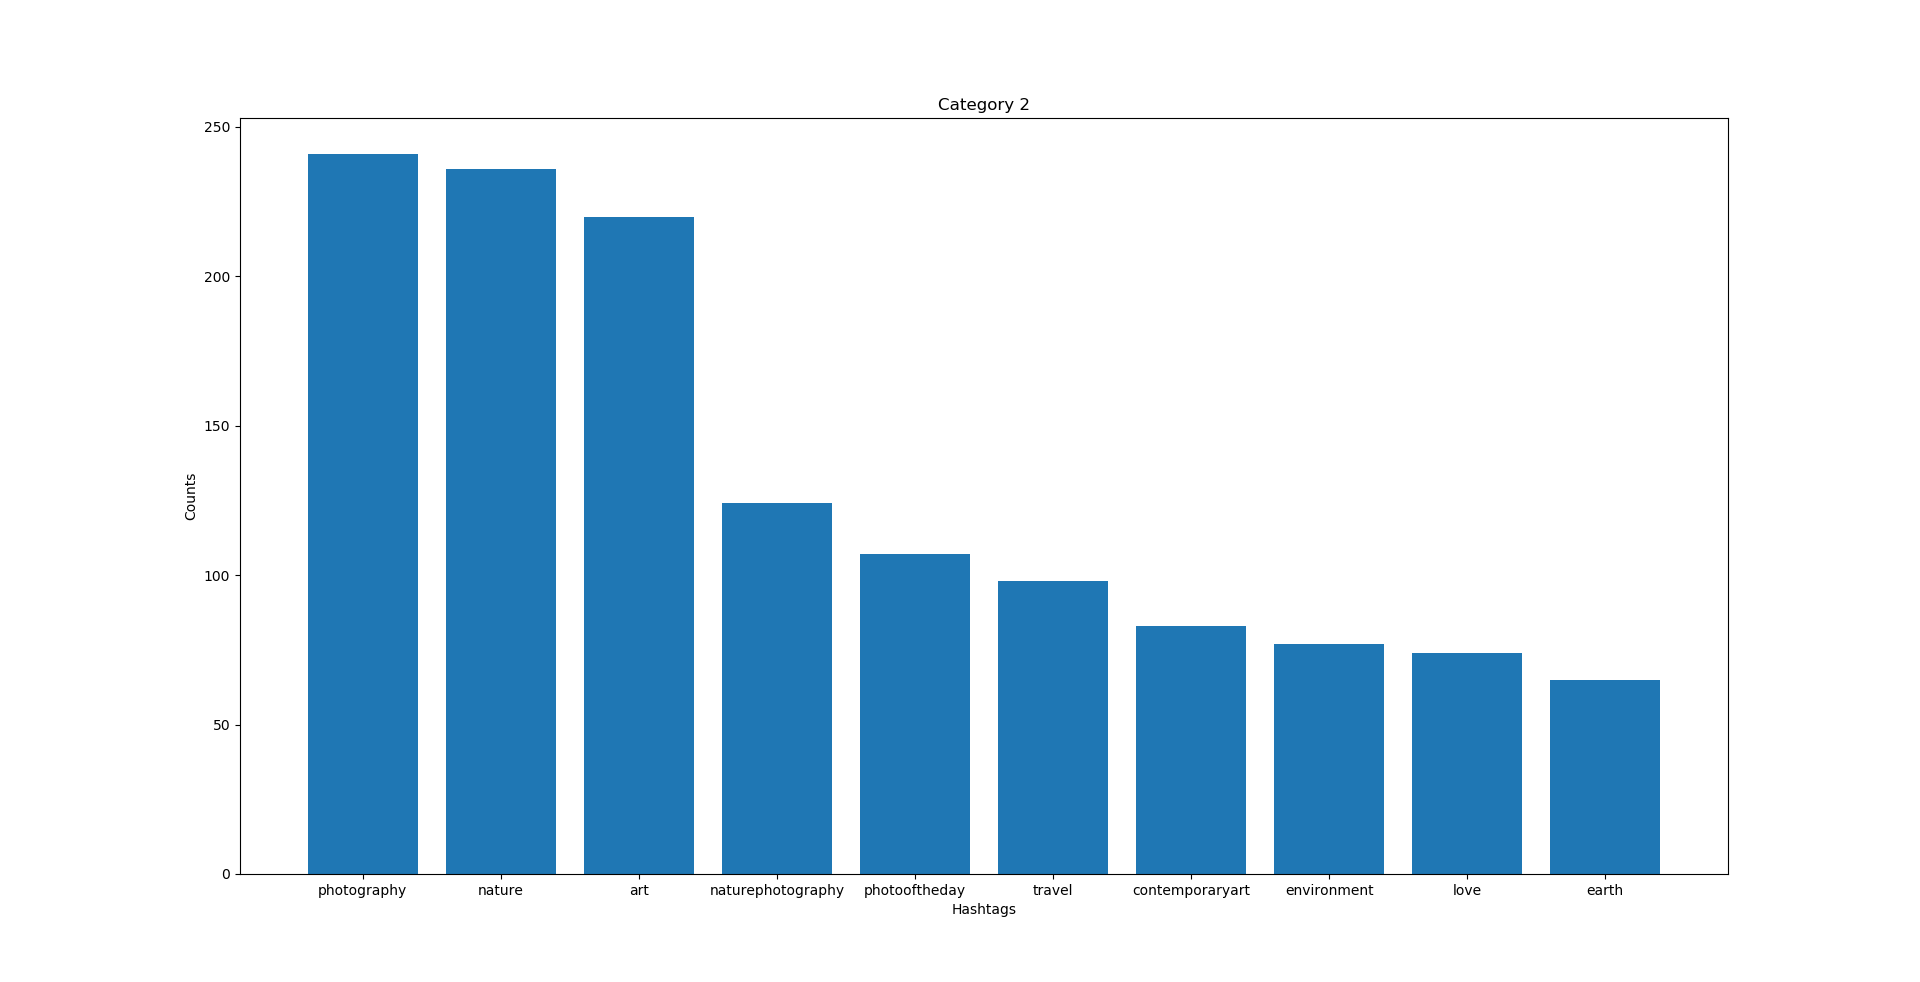 Category 2
250
200
150
100
50
0
Counts
photography nature art naturephotography photooftheday travel contemporaryart environment love earth
Hashtags